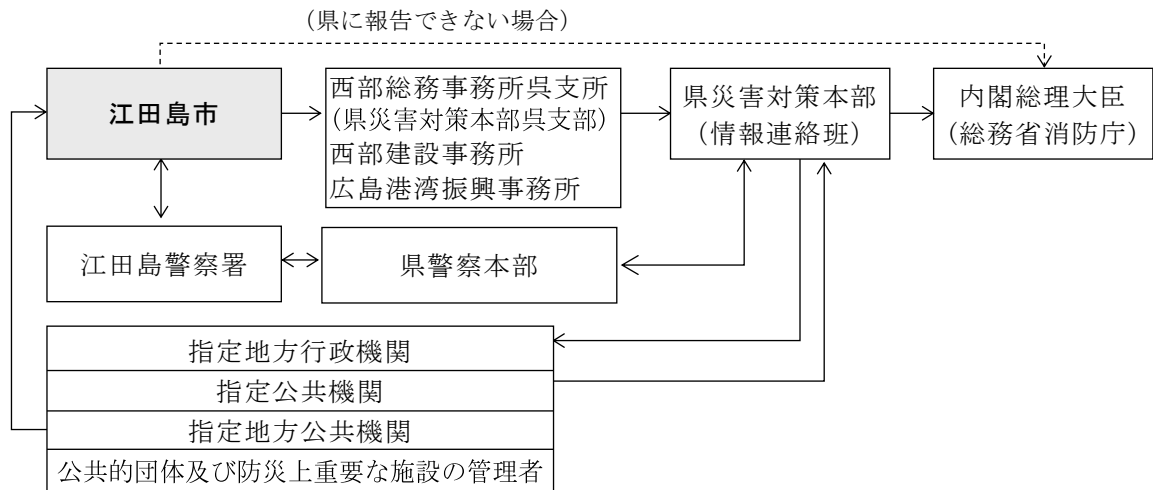 （県に報告できない場合）
江田島市
西部総務事務所呉支所
（県災害対策本部呉支部）
西部建設事務所
広島港湾振興事務所
県災害対策本部
（情報連絡班）
内閣総理大臣
（総務省消防庁）
江田島警察署
県警察本部
指定地方行政機関
指定公共機関
指定地方公共機関
公共的団体及び防災上重要な施設の管理者